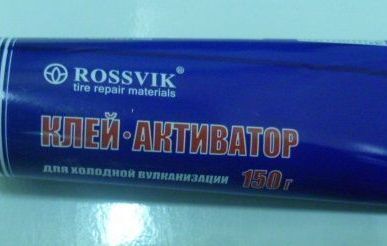 ROSSVIK®
tire repair materials
КЛЕЙ·АКТИВАТОР
ДЛЯ ХОЛОДНОЙ ВУЛКАНИЗАЦИИ 150 г